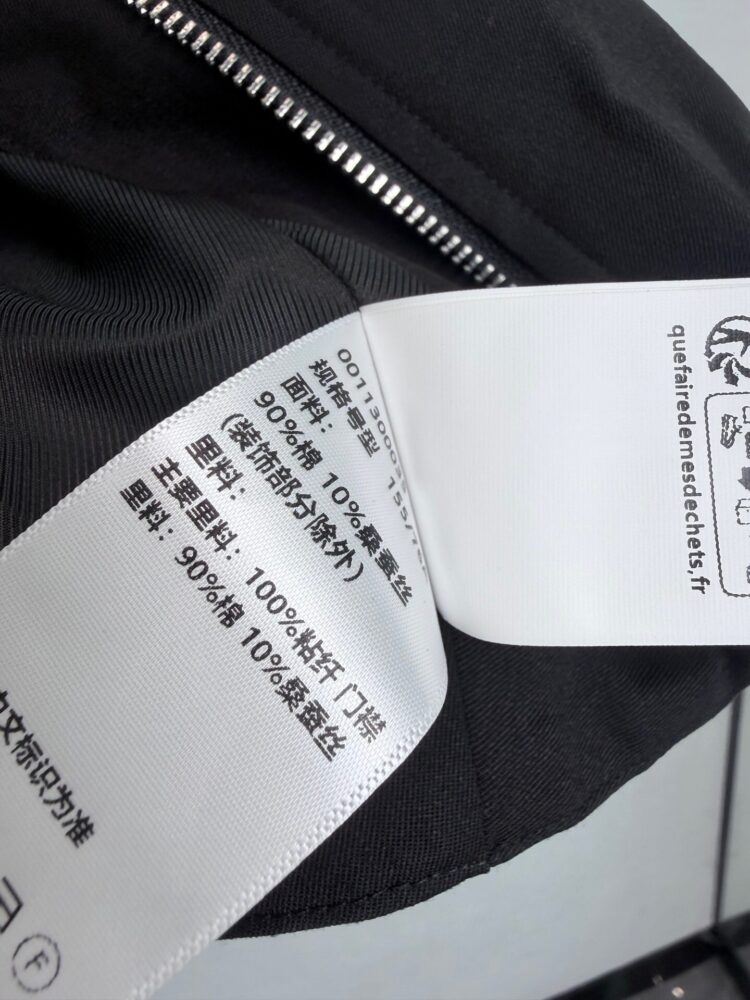 规格号型
面料:
90%棉 10%桑蚕丝
(装饰部分除外)
里料:
主要里料: 100%粘纤 门襟
里料: 90%棉 10%桑蚕丝
文标识为准
F
quefairedemesdechets.fr